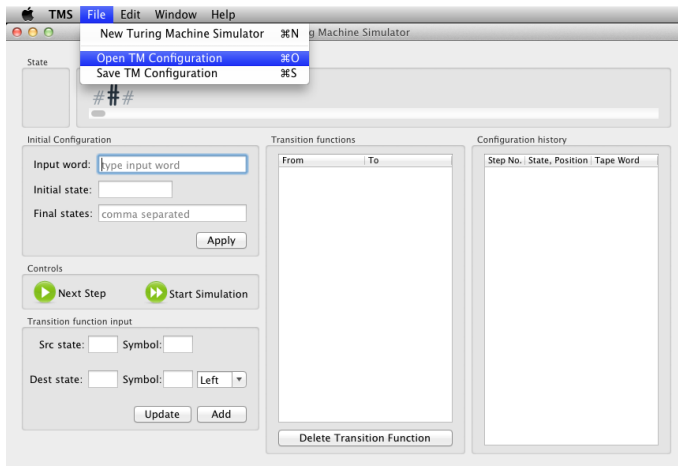 TMS File Edit Window Help
New Turing Machine Simulator ⌘N
g Machine Simulator
Open TM Configuration ⌘O
Save TM Configuration ⌘S
State
###
Initial Configuration
Input word: type input word
Initial state:
Final states: comma separated
Apply
Controls
Next Step Start Simulation
Transition function input
Src state: Symbol:
Dest state: Symbol: Left
Update Add
Transition functions
From To
Delete Transition Function
Configuration history
Step No. State, Position Tape Word